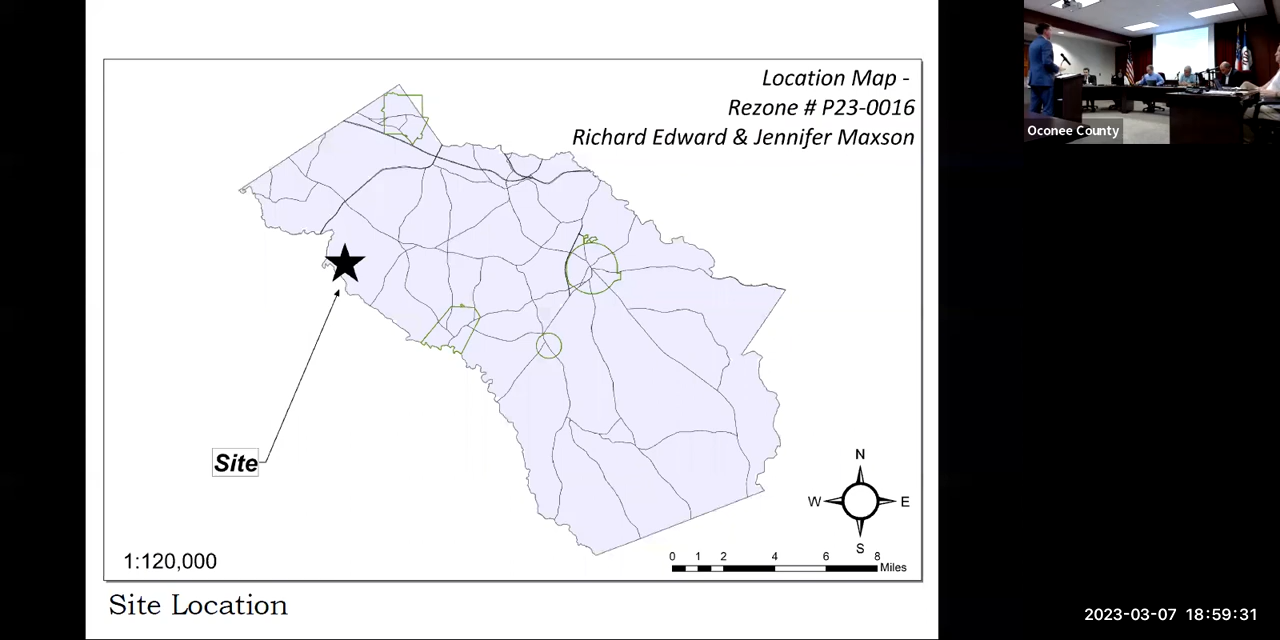 Location Map -
Rezone # P23-0016
Richard Edward & Jennifer Maxson
Oconee County
Site
N
W E
S
0 1 2 4 6 8
Miles
1:120,000
Site Location
2023-03-07 18:59:31